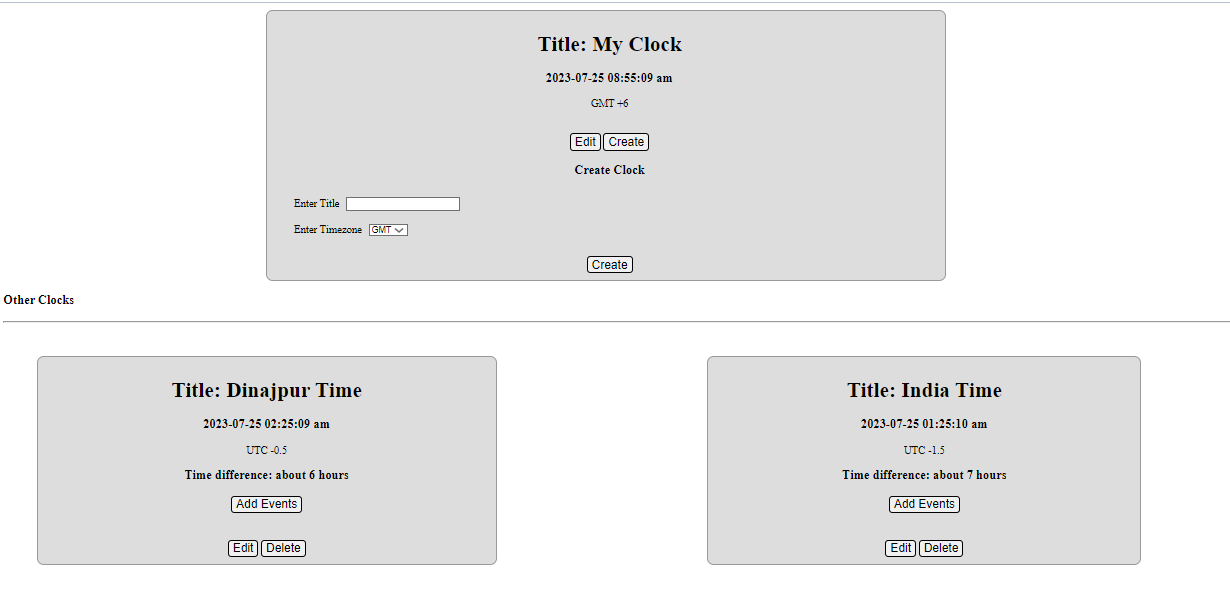 Title: My Clock
2023-07-25 08:55:09 am
GMT +6
Edit Create
Create Clock
Enter Title
Enter Timezone GMT
Create
Other Clocks
Title: Dinajpur Time
2023-07-25 02:25:09 am
UTC -0.5
Time difference: about 6 hours
Add Events
Edit Delete
Title: India Time
2023-07-25 01:25:10 am
UTC -1.5
Time difference: about 7 hours
Add Events
Edit Delete